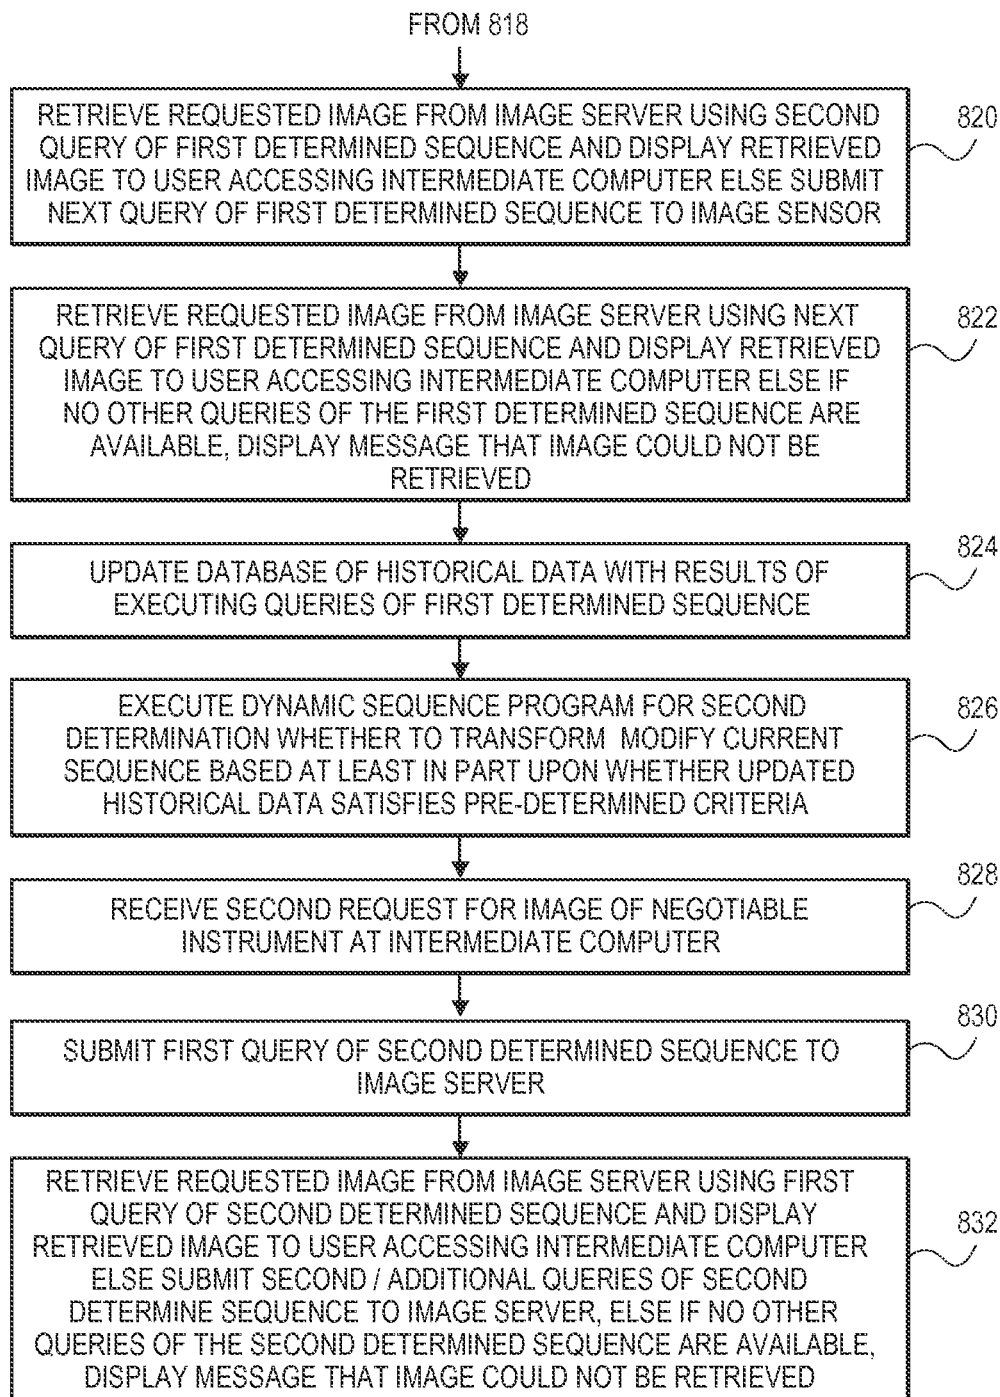 FROM 818
RETRIEVE REQUESTED IMAGE FROM IMAGE SERVER USING SECOND
QUERY OF FIRST DETERMINED SEQUENCE AND DISPLAY RETRIEVED
IMAGE TO USER ACCESSING INTERMEDIATE COMPUTER ELSE SUBMIT
NEXT QUERY OF FIRST DETERMINED SEQUENCE TO IMAGE SENSOR
820
RETRIEVE REQUESTED IMAGE FROM IMAGE SERVER USING NEXT
QUERY OF FIRST DETERMINED SEQUENCE AND DISPLAY RETRIEVED
IMAGE TO USER ACCESSING INTERMEDIATE COMPUTER ELSE IF
NO OTHER QUERIES OF THE FIRST DETERMINED SEQUENCE ARE
AVAILABLE, DISPLAY MESSAGE THAT IMAGE COULD NOT BE
RETRIEVED
822
UPDATE DATABASE OF HISTORICAL DATA WITH RESULTS OF
EXECUTING QUERIES OF FIRST DETERMINED SEQUENCE
824
EXECUTE DYNAMIC SEQUENCE PROGRAM FOR SECOND
DETERMINATION WHETHER TO TRANSFORM MODIFY CURRENT
SEQUENCE BASED AT LEAST IN PART UPON WHETHER UPDATED
HISTORICAL DATA SATISFIES PRE-DETERMINED CRITERIA
826
RECEIVE SECOND REQUEST FOR IMAGE OF NEGOTIABLE
INSTRUMENT AT INTERMEDIATE COMPUTER
828
SUBMIT FIRST QUERY OF SECOND DETERMINED SEQUENCE TO
IMAGE SERVER
830
RETRIEVE REQUESTED IMAGE FROM IMAGE SERVER USING FIRST
QUERY OF SECOND DETERMINED SEQUENCE AND DISPLAY
RETRIEVED IMAGE TO USER ACCESSING INTERMEDIATE COMPUTER
ELSE SUBMIT SECOND / ADDITIONAL QUERIES OF SECOND
DETERMINE SEQUENCE TO IMAGE SERVER, ELSE IF NO OTHER
QUERIES OF THE SECOND DETERMINED SEQUENCE ARE AVAILABLE,
DISPLAY MESSAGE THAT IMAGE COULD NOT BE RETRIEVED
832